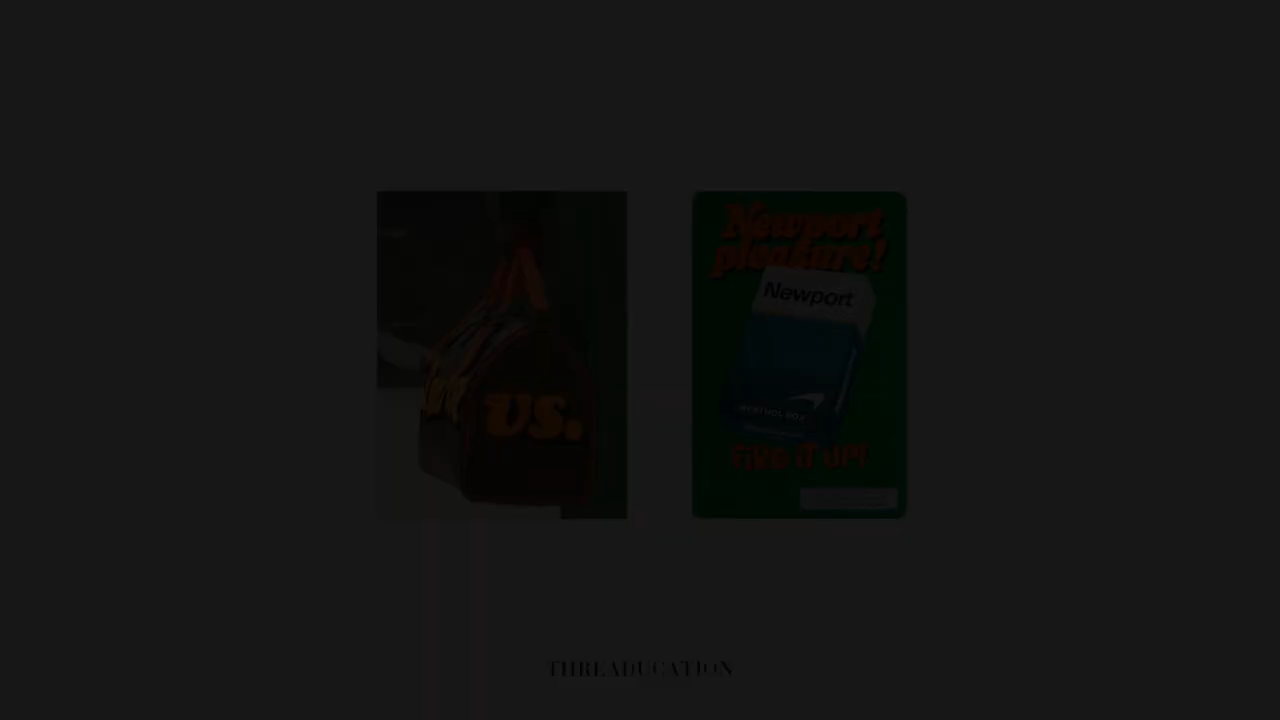 US.
Newport
pleasure!
Newport
MENTHOL BOX
FIRE IT UP!
THREADUCATION